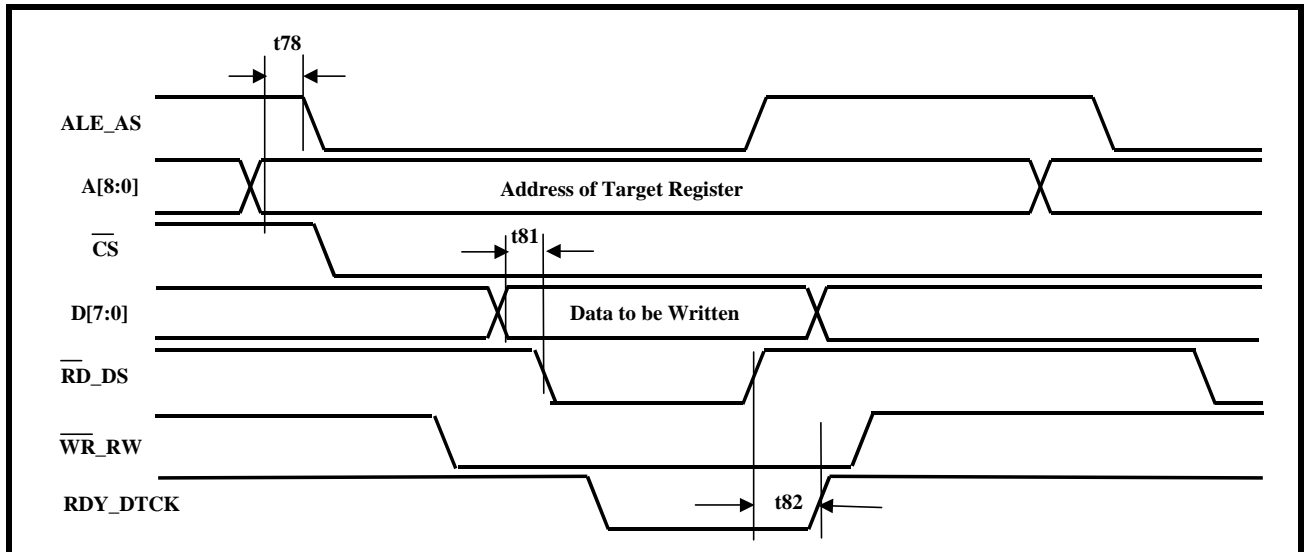 t78
ALE_AS
A[8:0]
Address of Target Register
CS
t81
D[7:0]
Data to be Written
RD_DS
WR_RW
t82
RDY_DTCK